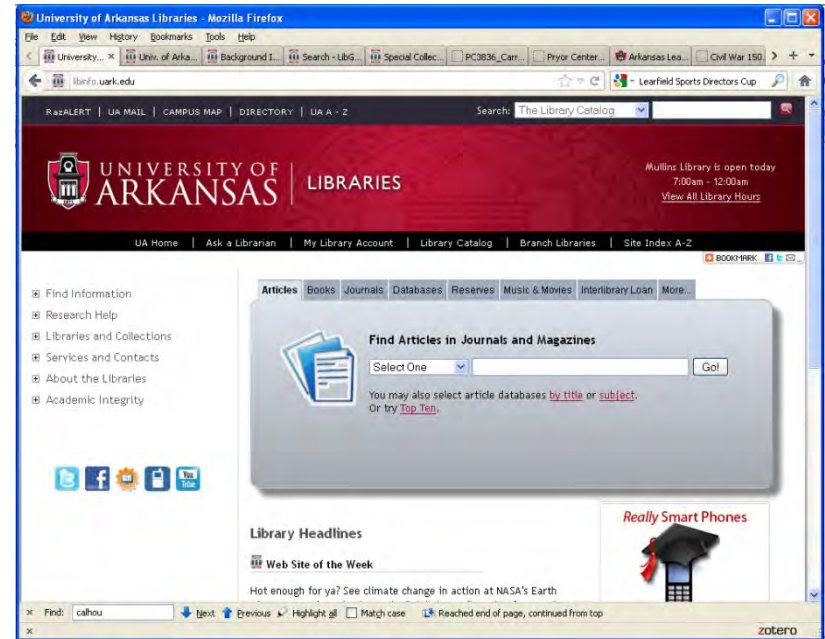 University of Arkansas Libraries - Mozilla Firefox
File Edit View History Bookmarks Tools Help
University... × Univ. of Arka... Background I... Search - LibG... Special Collec... PC3836_Carr... Pryor Center... Arkansas Lea... Civil War 150
libinfo.uark.edu Learfield Sports Directors Cup
RazALERT | UA MAIL | CAMPUS MAP | DIRECTORY | UA A - Z Search: The Library Catalog
UNIVERSITY OF ARKANSAS | LIBRARIES
Mullins Library is open today
7:00am - 12:00am
View All Library Hours
UA Home | Ask a Librarian | My Library Account | Library Catalog | Branch Libraries | Site Index A-Z
BOOKMARK
Find Information
Research Help
Libraries and Collections
Services and Contacts
About the Libraries
Academic Integrity
Articles Books Journals Databases Reserves Music & Movies Interlibrary Loan More...
Find Articles in Journals and Magazines
Select One Go!
You may also select article databases by title or subject.
Or try Top Ten.
You Tube
Library Headlines
Web Site of the Week
Hot enough for ya? See climate change in action at NASA's Earth
Really Smart Phones
× Find: calhou Next Previous Highlight all Match case Reached end of page, continued from top
× zotero